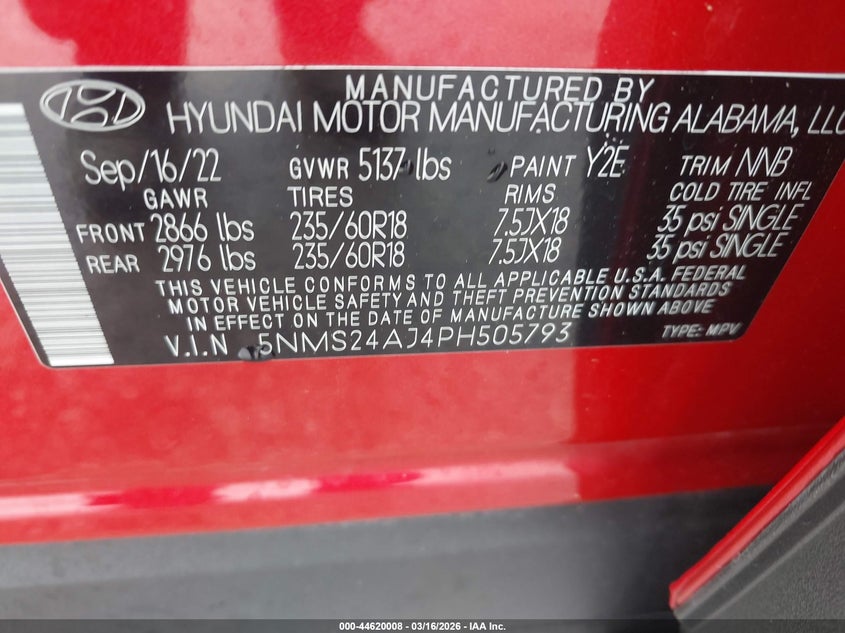 MANUFACTURED BY
HYUNDAI MOTOR MANUFACTURING ALABAMA, LLC
Sep/16/22 GVWR 5137 lbs PAINT Y2E TRIM NNB
GAWR TIRES RIMS COLD TIRE INFL
FRONT 2866 lbs 235/60R18 7.5JX18 35 psi SINGLE
REAR 2976 lbs 235/60R18 7.5JX18 35 psi SINGLE
THIS VEHICLE CONFORMS TO ALL APPLICABLE U.S.A. FEDERAL
MOTOR VEHICLE SAFETY AND THEFT PREVENTION STANDARDS
IN EFFECT ON THE DATE OF MANUFACTURE SHOWN ABOVE
V.I.N 5NMS24AJ4PH505793 TYPE: MPV
000-44620008 - 03/16/2026 - IAA Inc.